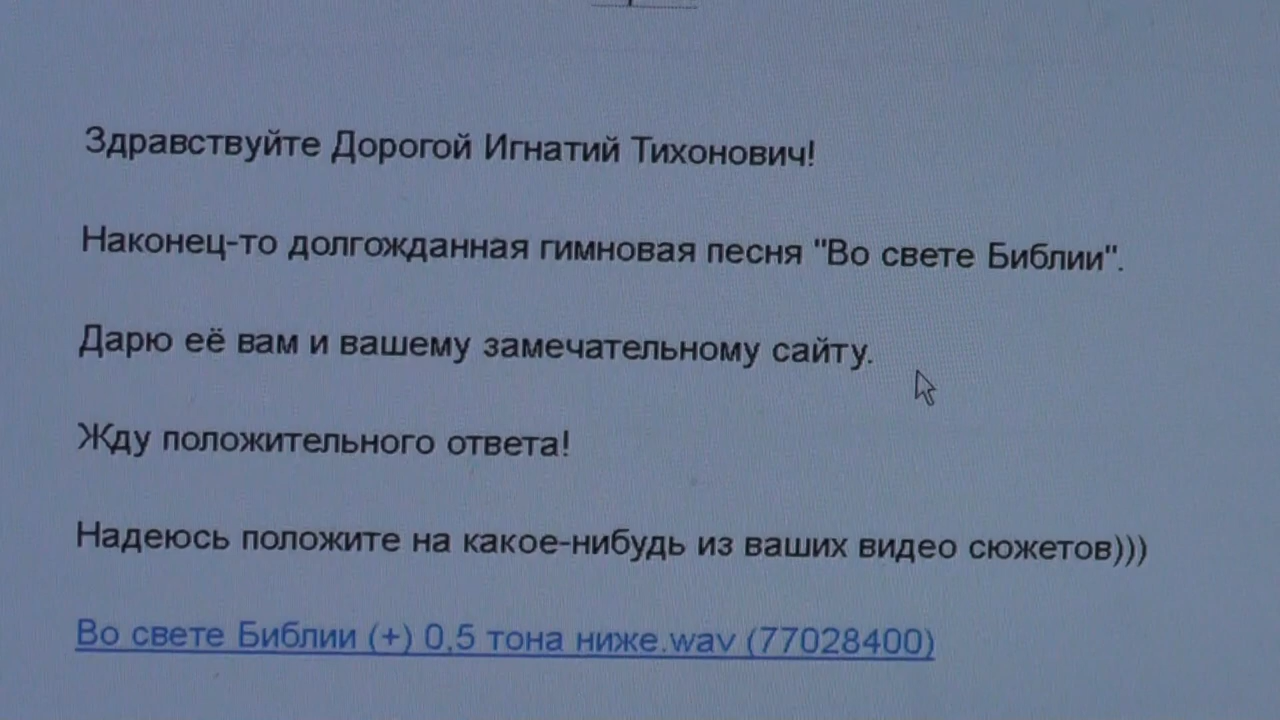 Здравствуйте Дорогой Игнатий Тихонович!
Наконец-то долгожданная гимновая песня "Во свете Библии".
Дарю её вам и вашему замечательному сайту.
Жду положительного ответа!
Надеюсь положите на какое-нибудь из ваших видео сюжетов)))
Во свете Библии (+) 0,5 тона ниже.wav (77028400)